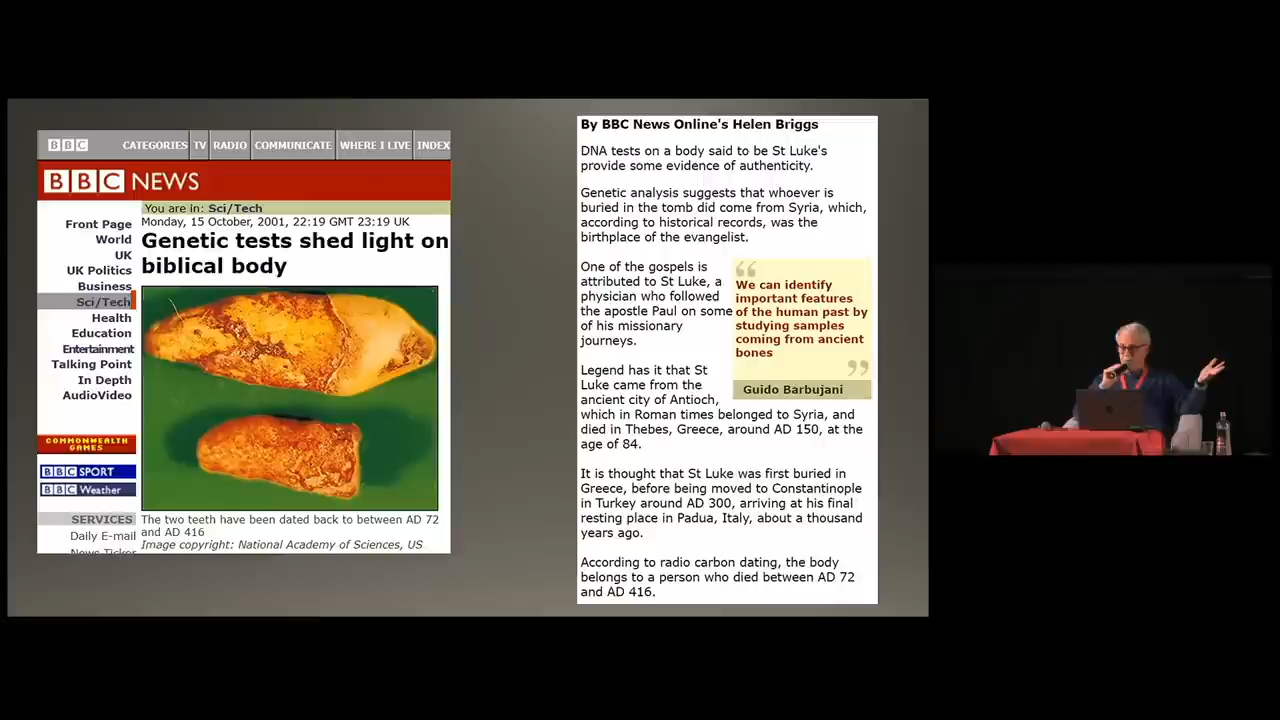 BBC CATEGORIES TV RADIO COMMUNICATE WHERE I LIVE INDEX
BBC NEWS
You are in: Sci/Tech
Monday, 15 October, 2001, 22:19 GMT 23:19 UK
Genetic tests shed light on
biblical body
Front Page
World
UK
UK Politics
Business
Sci/Tech
Health
Education
Entertainment
Talking Point
In Depth
AudioVideo
COMMONWEALTH
GAMES
BBC SPORT
BBC Weather
SERVICES
Daily E-mail
News Ticker
The two teeth have been dated back to between AD 72
and AD 416
Image copyright: National Academy of Sciences, US
By BBC News Online's Helen Briggs
DNA tests on a body said to be St Luke's
provide some evidence of authenticity.
Genetic analysis suggests that whoever is
buried in the tomb did come from Syria, which,
according to historical records, was the
birthplace of the evangelist.
One of the gospels is
attributed to St Luke, a
physician who followed
the apostle Paul on some
of his missionary
journeys.
“
We can identify
important features
of the human past by
studying samples
coming from ancient
bones
”
Guido Barbujani
Legend has it that St
Luke came from the
ancient city of Antioch,
which in Roman times belonged to Syria, and
died in Thebes, Greece, around AD 150, at the
age of 84.
It is thought that St Luke was first buried in
Greece, before being moved to Constantinople
in Turkey around AD 300, arriving at his final
resting place in Padua, Italy, about a thousand
years ago.
According to radio carbon dating, the body
belongs to a person who died between AD 72
and AD 416.